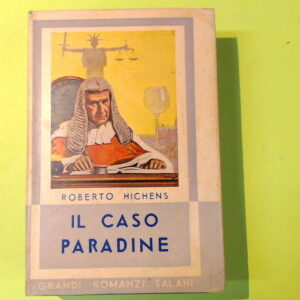 ROBERTO HICHENS
IL CASO
PARADINE
GRANDI ROMANZI SALANI